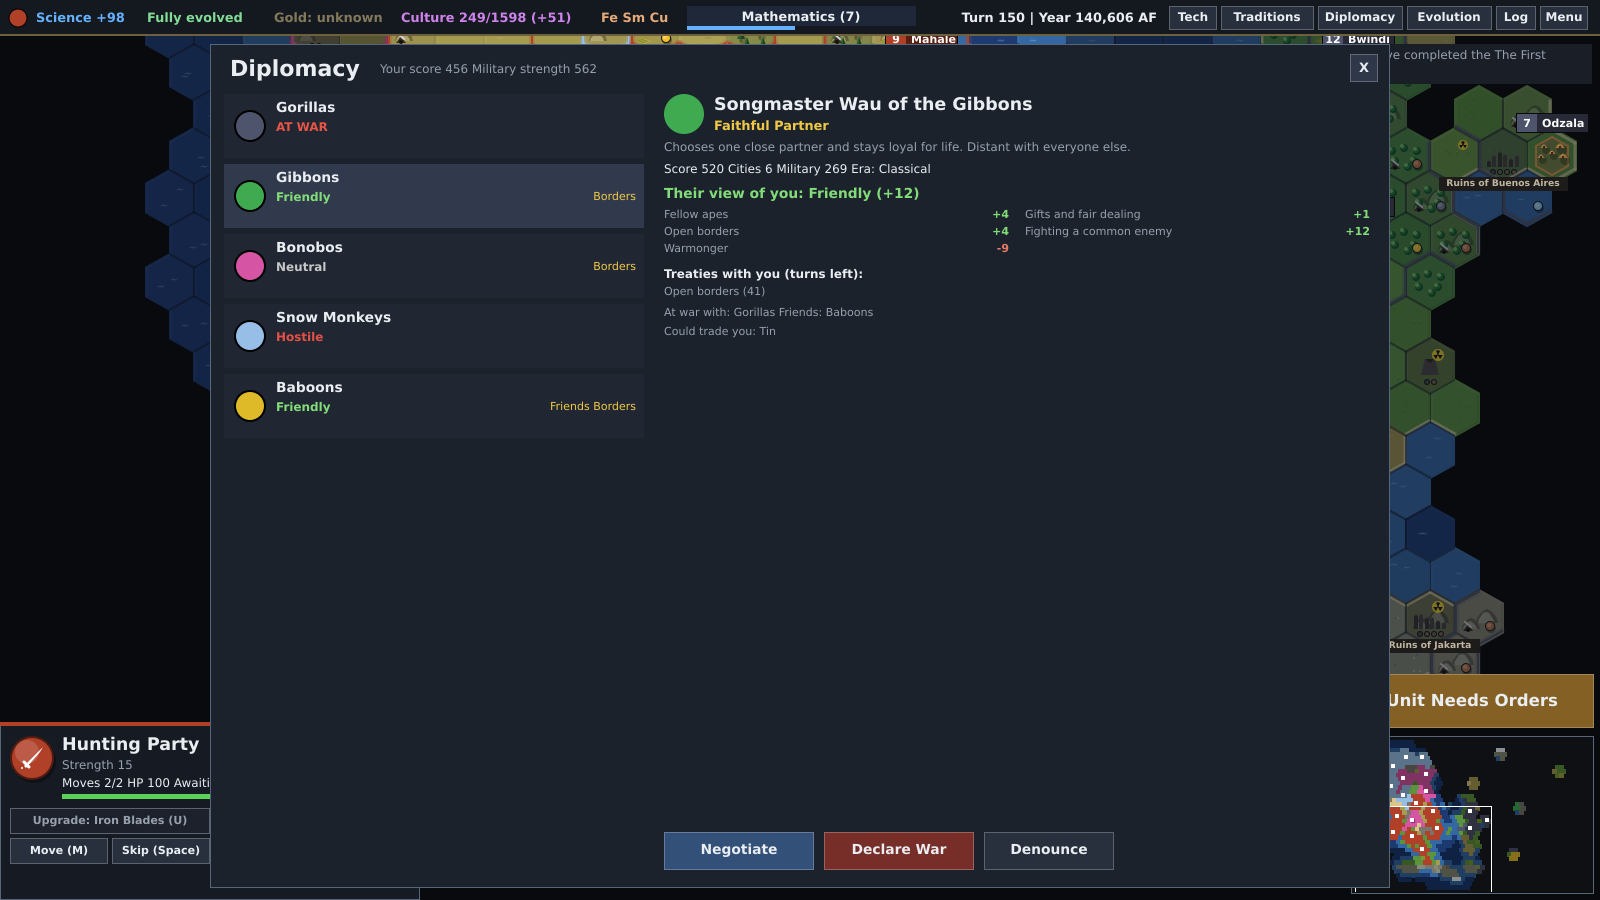 Science +98 Fully evolved Gold: unknown Culture 249/1598 (+51) Fe Sm Cu Mathematics (7) Turn 150 | Year 140,606 AF Tech Traditions Diplomacy Evolution Log Menu
9 Mahale 12 Bwindi
Diplomacy Your score 456 Military strength 562 X
completed the The First
Gorillas
AT WAR
Gibbons
Friendly Borders
Bonobos
Neutral Borders
Snow Monkeys
Hostile
Baboons
Friendly Friends Borders
Songmaster Wau of the Gibbons
Faithful Partner
Chooses one close partner and stays loyal for life. Distant with everyone else.
Score 520 Cities 6 Military 269 Era: Classical
Their view of you: Friendly (+12)
Fellow apes +4 Gifts and fair dealing +1
Open borders +4 Fighting a common enemy +12
Warmonger -9
Treaties with you (turns left):
Open borders (41)
At war with: Gorillas Friends: Baboons
Could trade you: Tin
Negotiate Declare War Denounce
7 Odzala
Ruins of Buenos Aires
Ruins of Jakarta
Unit Needs Orders
Hunting Party
Strength 15
Moves 2/2 HP 100 Awaiti
Upgrade: Iron Blades (U)
Move (M) Skip (Space)